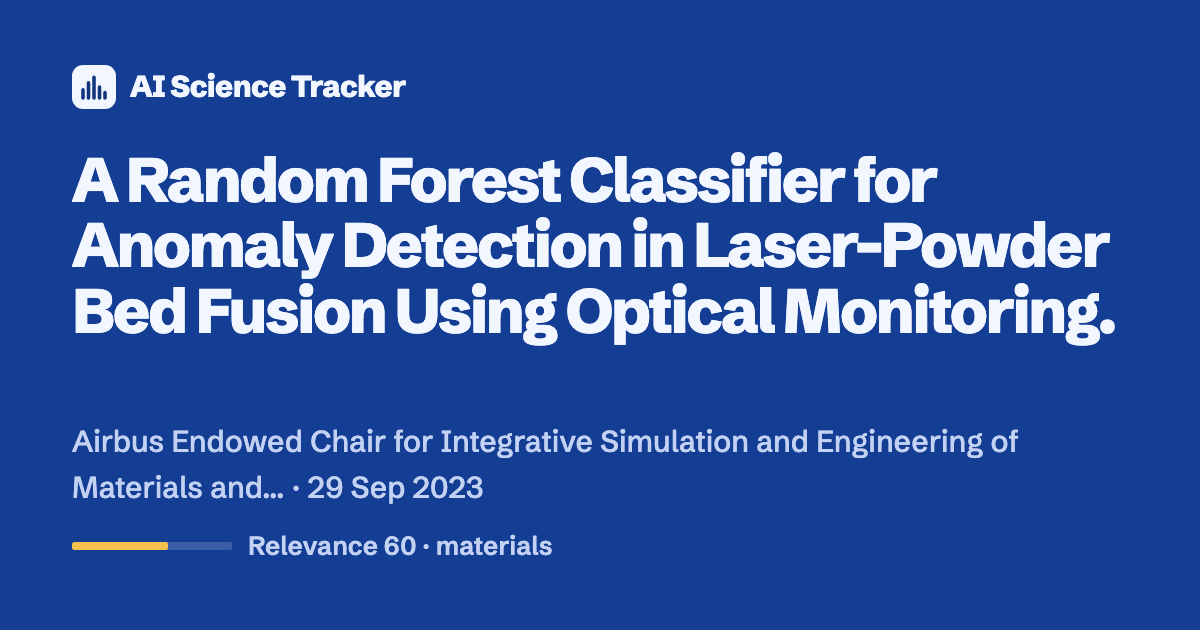 AI Science Tracker
A Random Forest Classifier for
Anomaly Detection in Laser-Powder
Bed Fusion Using Optical Monitoring.
Airbus Endowed Chair for Integrative Simulation and Engineering of
Materials and... · 29 Sep 2023
Relevance 60 · materials